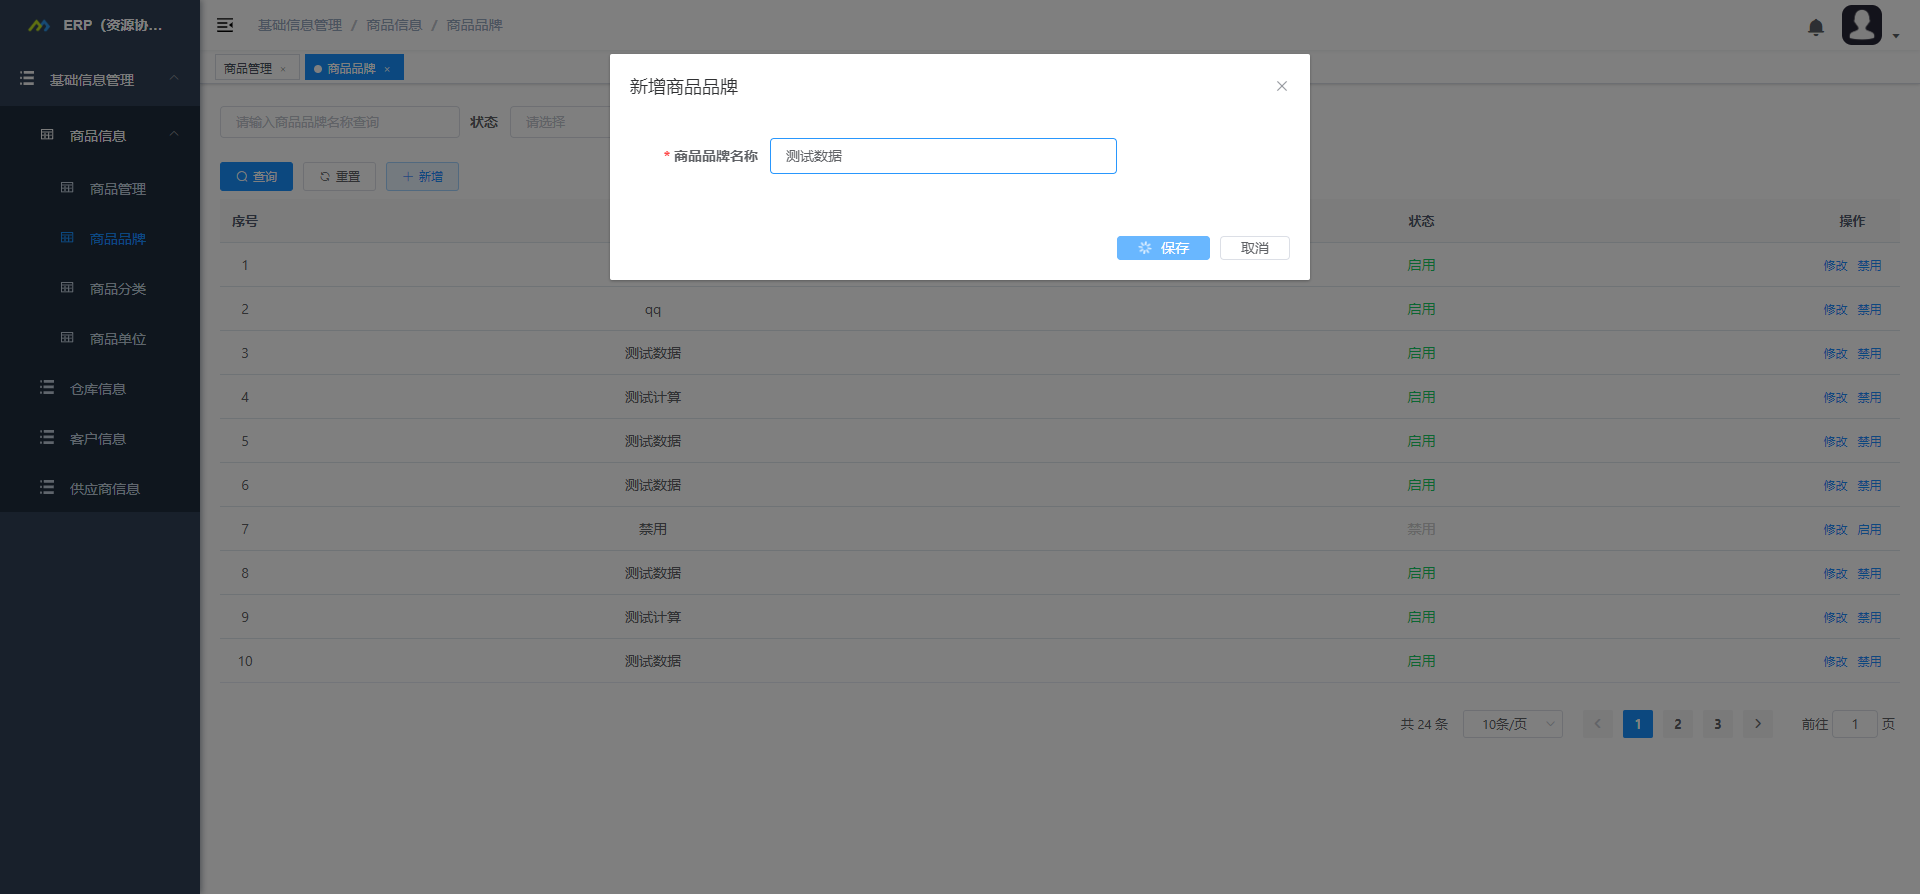 ERP（资源协...
基础信息管理
商品信息
商品管理
商品品牌
商品分类
商品单位
仓库信息
客户信息
供应商信息
基础信息管理 / 商品信息 / 商品品牌
商品管理 ×
商品品牌 ×
请输入商品品牌名称查询 状态 请选择
查询 重置 + 新增
新增商品品牌
* 商品品牌名称 测试数据
保存 取消
序号 状态 操作
1 启用 修改 禁用
2 qq 启用 修改 禁用
3 测试数据 启用 修改 禁用
4 测试计算 启用 修改 禁用
5 测试数据 启用 修改 禁用
6 测试数据 启用 修改 禁用
7 禁用 禁用 修改 启用
8 测试数据 启用 修改 禁用
9 测试计算 启用 修改 禁用
10 测试数据 启用 修改 禁用
共 24 条 10条/页 < 1 2 3 > 前往 1 页